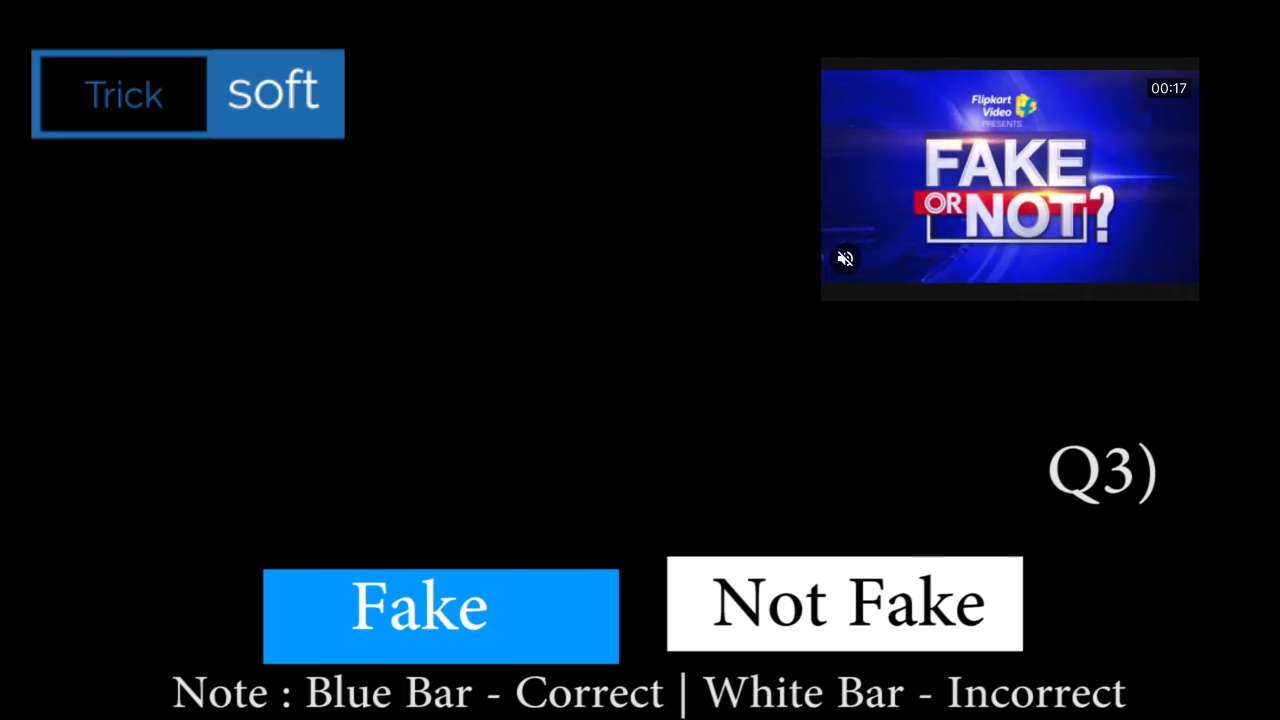 Trick soft
00:17
Flipkart
Video
PRESENTS
FAKE
OR NOT?
Q3)
Fake
Not Fake
Note : Blue Bar - Correct | White Bar - Incorrect